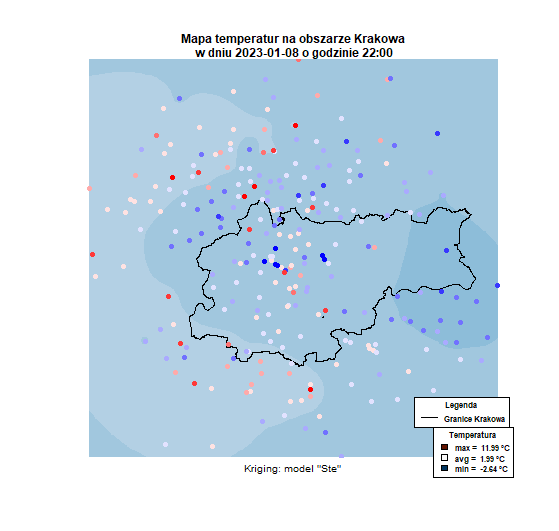 Mapa temperatur na obszarze Krakowa
w dniu 2023-01-08 o godzinie 22:00
Legenda
Granice Krakowa
Temperatura
max = 11.99 °C
avg = 1.99 °C
min = -2.64 °C
Kriging: model "Ste"